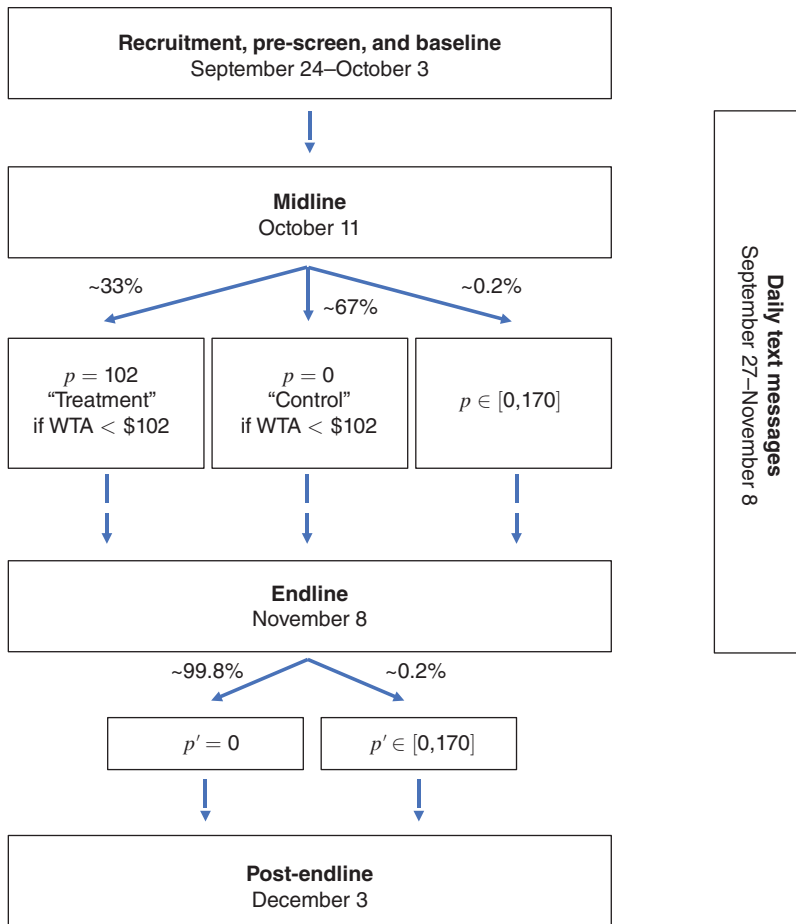 Recruitment, pre-screen, and baseline
September 24–October 3
Midline
October 11
~33%
~67%
~0.2%
p = 102
“Treatment”
if WTA < $102
p = 0
“Control”
if WTA < $102
p ∈ [0,170]
Endline
November 8
~99.8%
~0.2%
p′ = 0
p′ ∈ [0,170]
Post-endline
December 3
Daily text messages
September 27–November 8